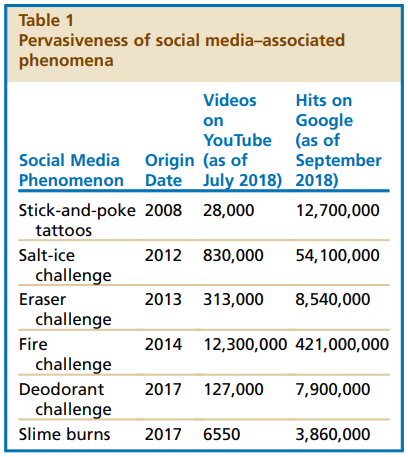 Table 1
Pervasiveness of social media–associated
phenomena
Videos Hits on
on Google
YouTube (as of
Social Media Origin (as of September
Phenomenon Date July 2018) 2018)
Stick-and-poke 2008 28,000 12,700,000
tattoos
Salt-ice 2012 830,000 54,100,000
challenge
Eraser 2013 313,000 8,540,000
challenge
Fire 2014 12,300,000 421,000,000
challenge
Deodorant 2017 127,000 7,900,000
challenge
Slime burns 2017 6550 3,860,000